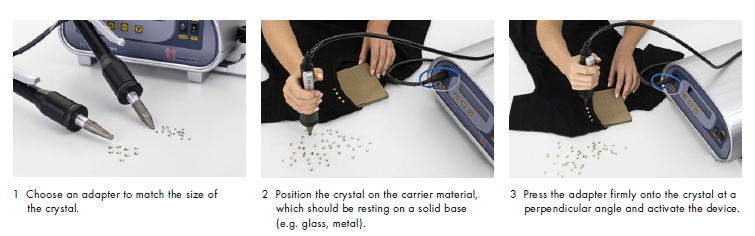 1 Choose an adapter to match the size of
the crystal.
2 Position the crystal on the carrier material,
which should be resting on a solid base
(e.g. glass, metal).
3 Press the adapter firmly onto the crystal at a
perpendicular angle and activate the device.